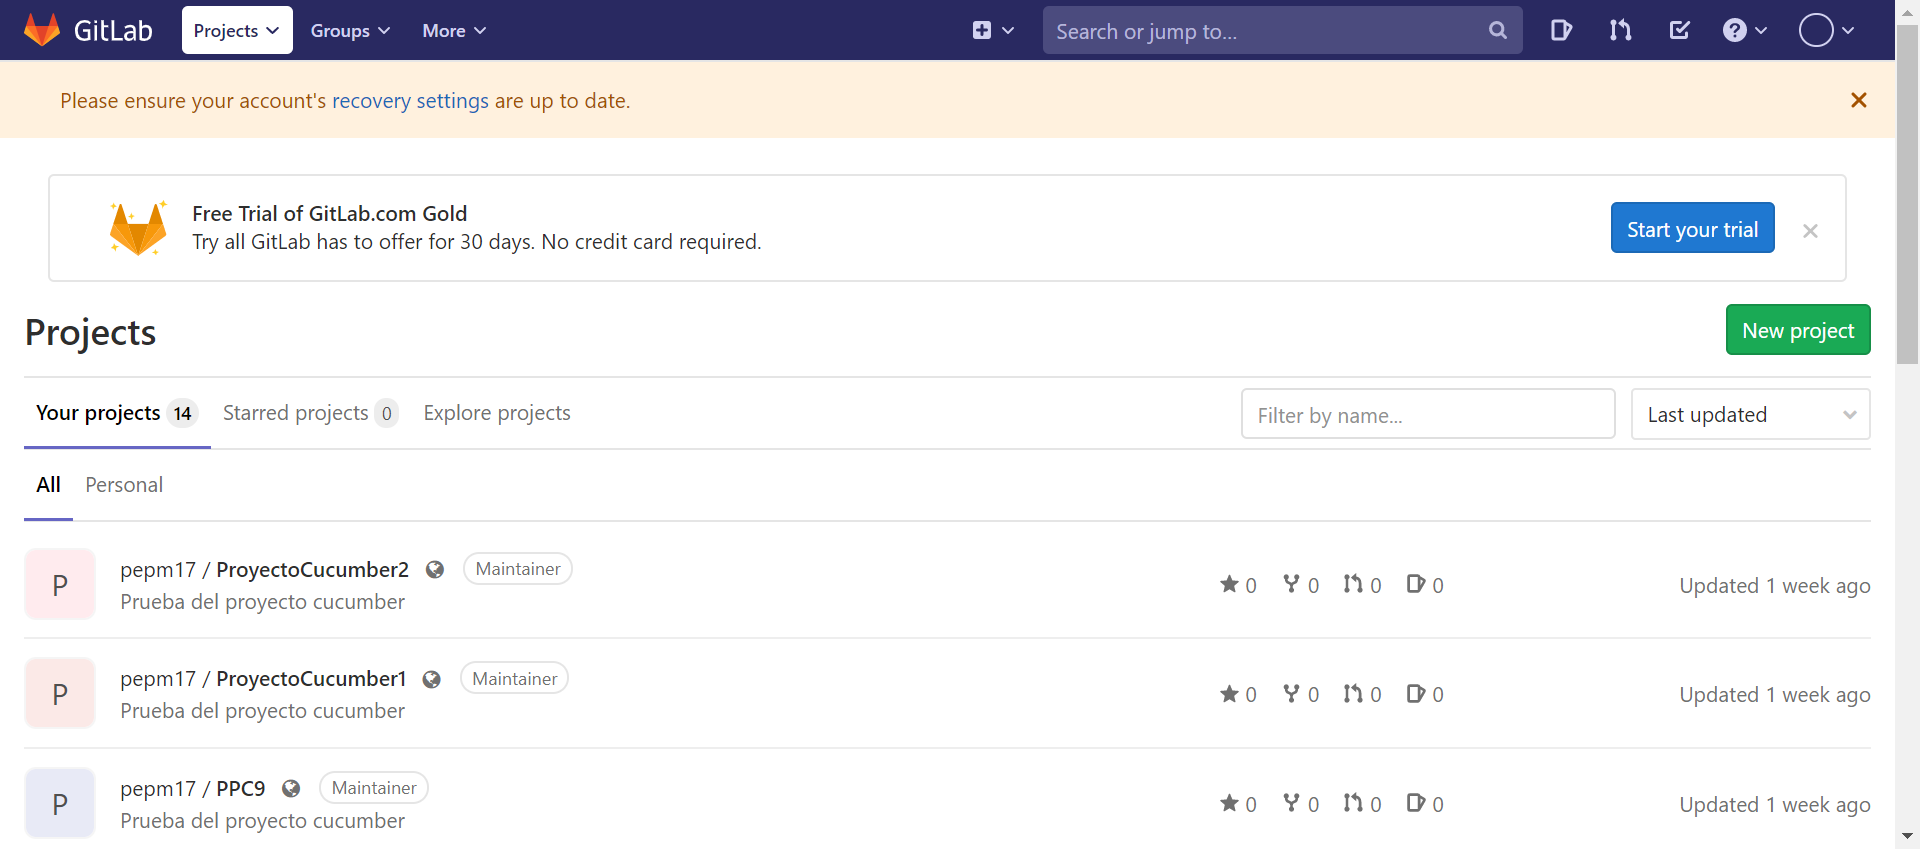 GitLab Projects Groups More Search or jump to...
Please ensure your account's recovery settings are up to date.
Free Trial of GitLab.com Gold
Try all GitLab has to offer for 30 days. No credit card required.
Start your trial
Projects
New project
Your projects 14 Starred projects 0 Explore projects Filter by name... Last updated
All Personal
P pepm17 / ProyectoCucumber2 Maintainer
Prueba del proyecto cucumber
0 0 0 0 Updated 1 week ago
P pepm17 / ProyectoCucumber1 Maintainer
Prueba del proyecto cucumber
0 0 0 0 Updated 1 week ago
P pepm17 / PPC9 Maintainer
Prueba del proyecto cucumber
0 0 0 0 Updated 1 week ago